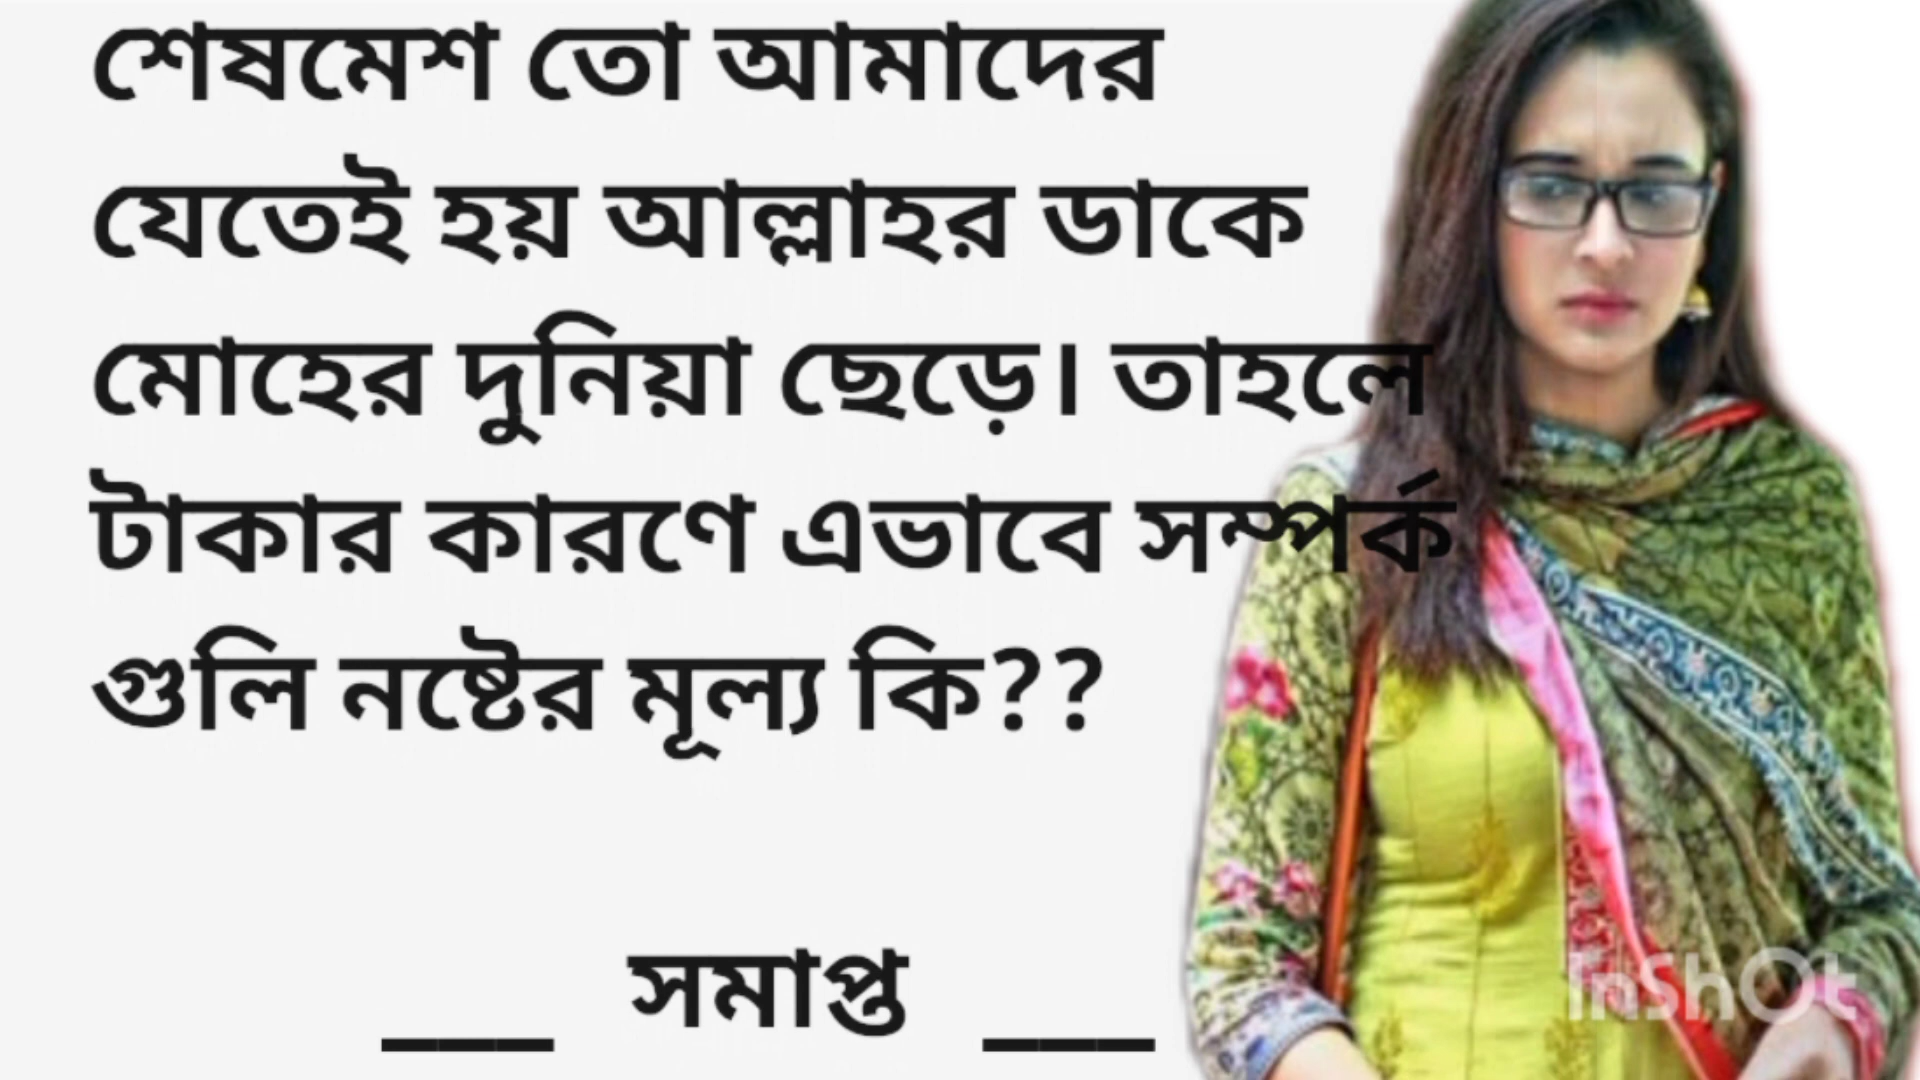 শেষমেশ তো আমাদের
যেতেই হয় আল্লাহর ডাকে
মোহের দুনিয়া ছেড়ে। তাহলে
টাকার কারণে এভাবে সম্পর্ক
গুলি নষ্টের মূল্য কি??
___ সমাপ্ত ___
InShOt